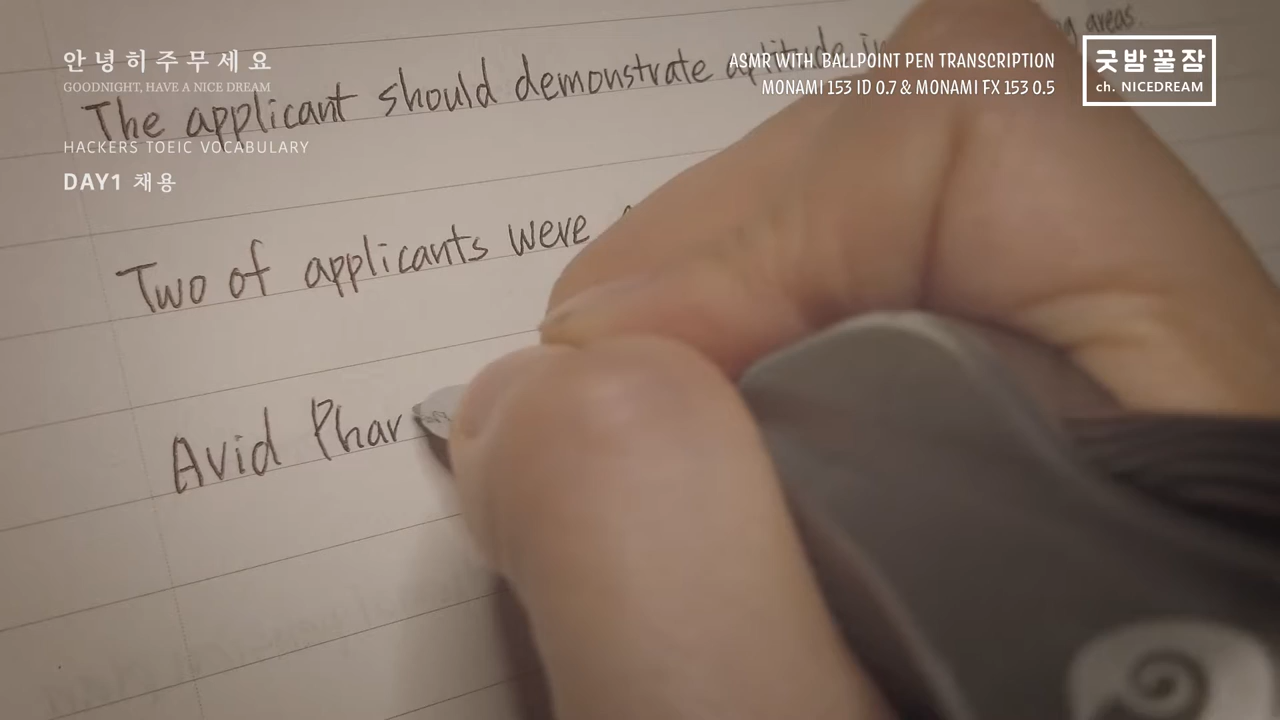 안녕히주무세요
GOODNIGHT, HAVE A NICE DREAM
ASMR WITH BALLPOINT PEN TRANSCRIPTION
MONAMI 153 ID 0.7 & MONAMI FX 153 0.5
굿밤꿀잠
ch. NICEDREAM
HACKERS TOEIC VOCABULARY
DAY1 채용
The applicant should demonstrate aptitude in areas.
Two of applicants were
Avid Phar